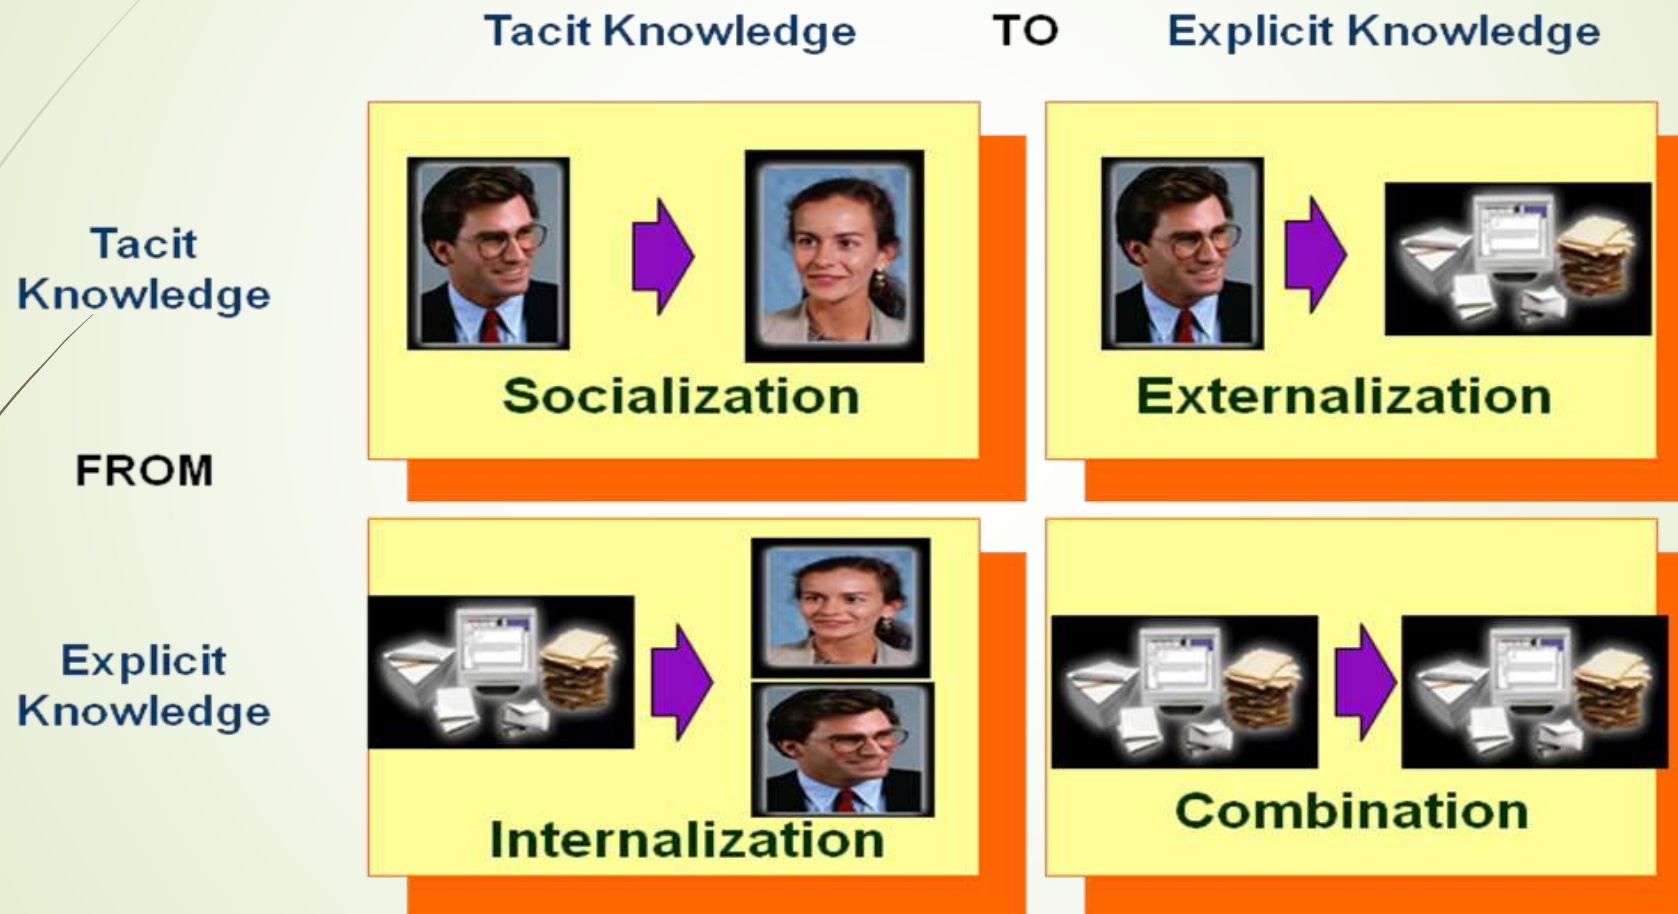 Tacit Knowledge TO Explicit Knowledge
Tacit
Knowledge
Socialization
Externalization
FROM
Explicit
Knowledge
Internalization
Combination